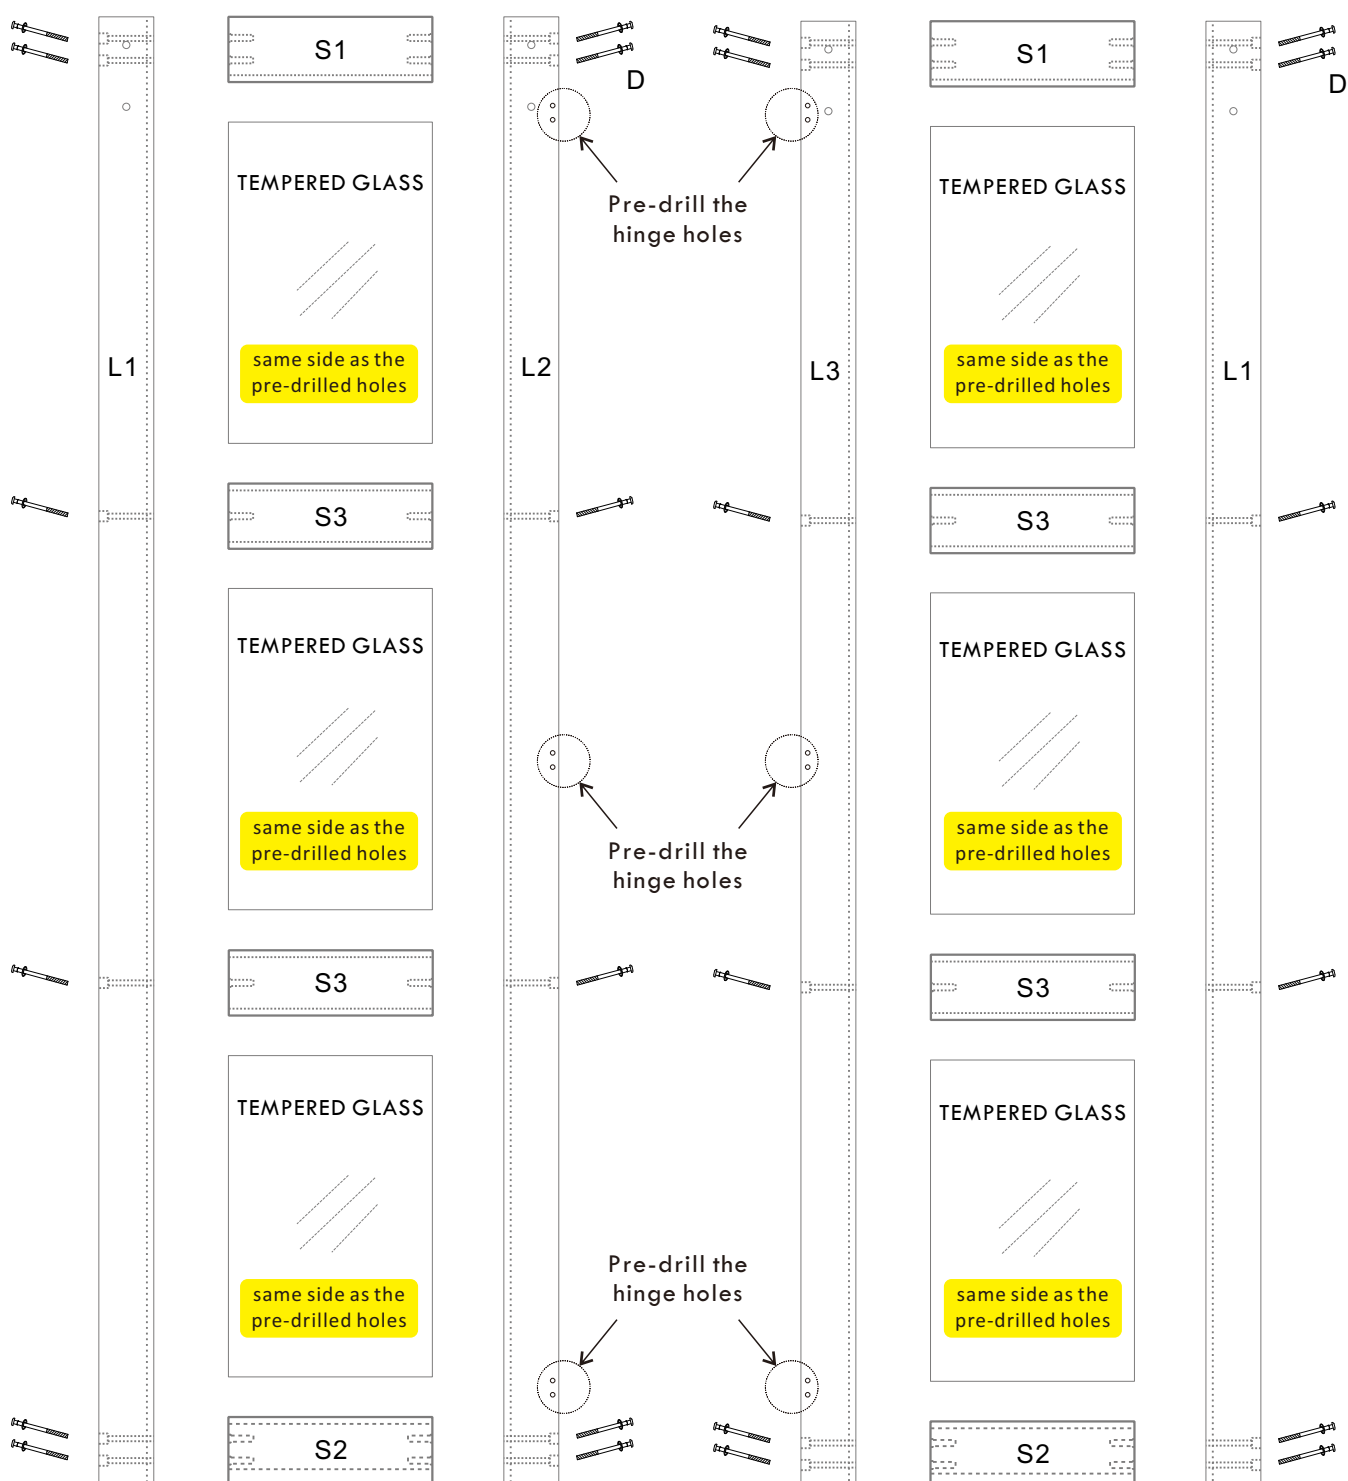 S1
S1
D
D
TEMPERED GLASS
TEMPERED GLASS
Pre-drill the
hinge holes
L1
same side as the
pre-drilled holes
L2
L3
same side as the
pre-drilled holes
L1
S3
S3
TEMPERED GLASS
TEMPERED GLASS
same side as the
pre-drilled holes
Pre-drill the
hinge holes
same side as the
pre-drilled holes
S3
S3
TEMPERED GLASS
TEMPERED GLASS
same side as the
pre-drilled holes
Pre-drill the
hinge holes
same side as the
pre-drilled holes
S2
S2